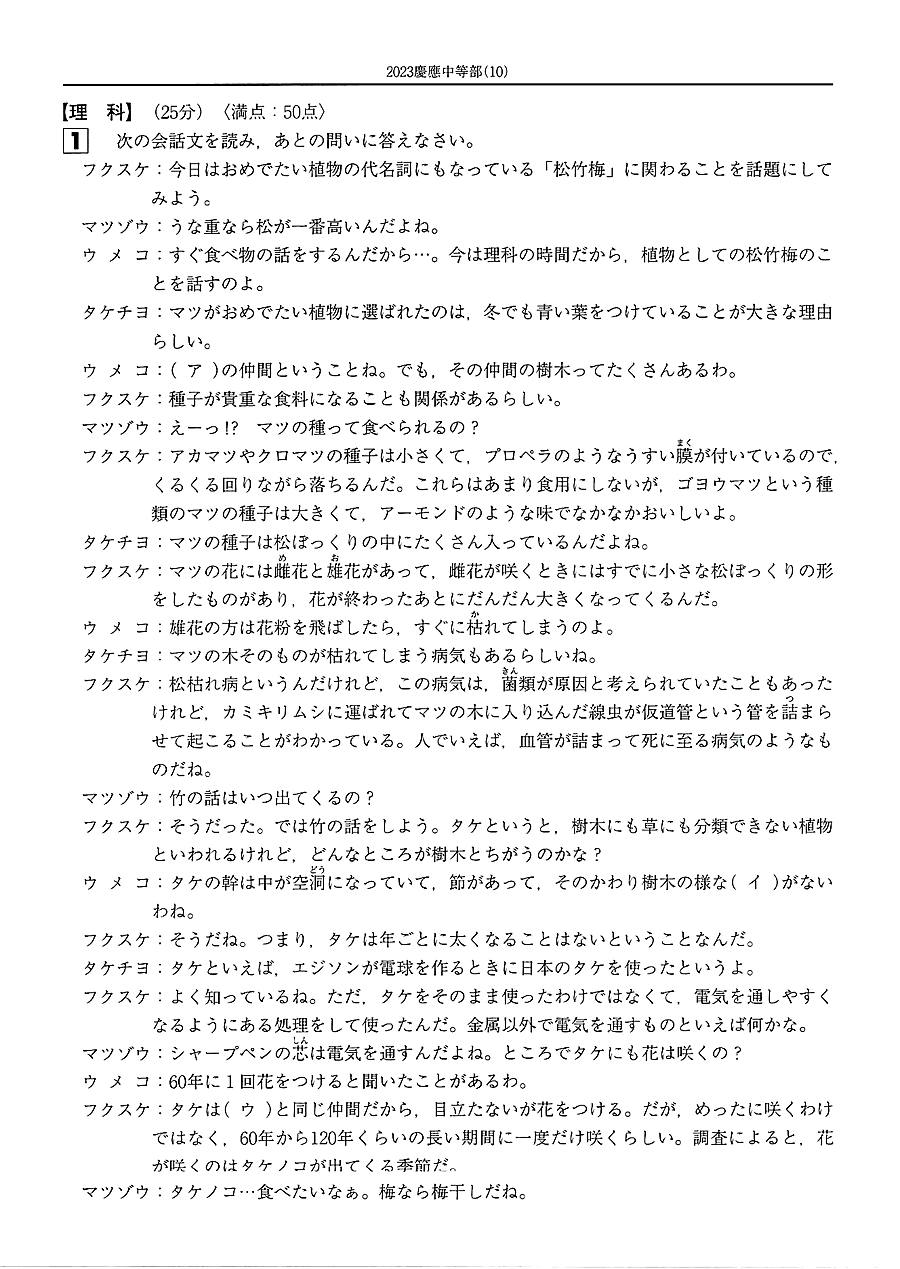 2023慶應中等部(10)
【理　科】（25分）〈満点：50点〉
1　次の会話文を読み，あとの問いに答えなさい。
フクスケ：今日はおめでたい植物の代名詞にもなっている「松竹梅」に関わることを話題にして
みよう。
マツゾウ：うな重なら松が一番高いんだよね。
ウ メ コ：すぐ食べ物の話をするんだから…。今は理科の時間だから，植物としての松竹梅のこ
とを話すのよ。
タケチヨ：マツがおめでたい植物に選ばれたのは，冬でも青い葉をつけていることが大きな理由
らしい。
ウ メ コ：( ア )の仲間ということね。でも，その仲間の樹木ってたくさんあるわ。
フクスケ：種子が貴重な食料になることも関係があるらしい。
マツゾウ：えーっ!?　マツの種って食べられるの？
フクスケ：アカマツやクロマツの種子は小さくて，プロペラのようなうすい膜(まく)が付いているので，
くるくる回りながら落ちるんだ。これらはあまり食用にしないが，ゴヨウマツという種
類のマツの種子は大きくて，アーモンドのような味でなかなかおいしいよ。
タケチヨ：マツの種子は松ぼっくりの中にたくさん入っているんだよね。
フクスケ：マツの花には雌(め)花と雄(お)花があって，雌花が咲くときにはすでに小さな松ぼっくりの形
をしたものがあり，花が終わったあとにだんだん大きくなってくるんだ。
ウ メ コ：雄花の方は花粉を飛ばしたら，すぐに枯(か)れてしまうのよ。
タケチヨ：マツの木そのものが枯れてしまう病気もあるらしいね。
フクスケ：松枯れ病というんだけれど，この病気は，菌(きん)類が原因と考えられていたこともあった
けれど，カミキリムシに運ばれてマツの木に入り込んだ線虫が仮道管という管を詰(つ)まら
せて起こることがわかっている。人でいえば，血管が詰まって死に至る病気のようなも
のだね。
マツゾウ：竹の話はいつ出てくるの？
フクスケ：そうだった。では竹の話をしよう。タケというと，樹木にも草にも分類できない植物
といわれるけれど，どんなところが樹木とちがうのかな？
ウ メ コ：タケの幹は中が空洞(どう)になっていて，節があって，そのかわり樹木の様な( イ )がない
わね。
フクスケ：そうだね。つまり，タケは年ごとに太くなることはないということなんだ。
タケチヨ：タケといえば，エジソンが電球を作るときに日本のタケを使ったというよ。
フクスケ：よく知っているね。ただ，タケをそのまま使ったわけではなくて，電気を通しやすく
なるようにある処理をして使ったんだ。金属以外で電気を通すものといえば何かな。
マツゾウ：シャープペンの芯(しん)は電気を通すんだよね。ところでタケにも花は咲くの？
ウ メ コ：60年に１回花をつけると聞いたことがあるわ。
フクスケ：タケは( ウ )と同じ仲間だから，目立たないが花をつける。だが，めったに咲くわけ
ではなく，60年から120年くらいの長い期間に一度だけ咲くらしい。調査によると，花
が咲くのはタケノコが出てくる季節だ。
マツゾウ：タケノコ…食べたいなぁ。梅なら梅干しだね。